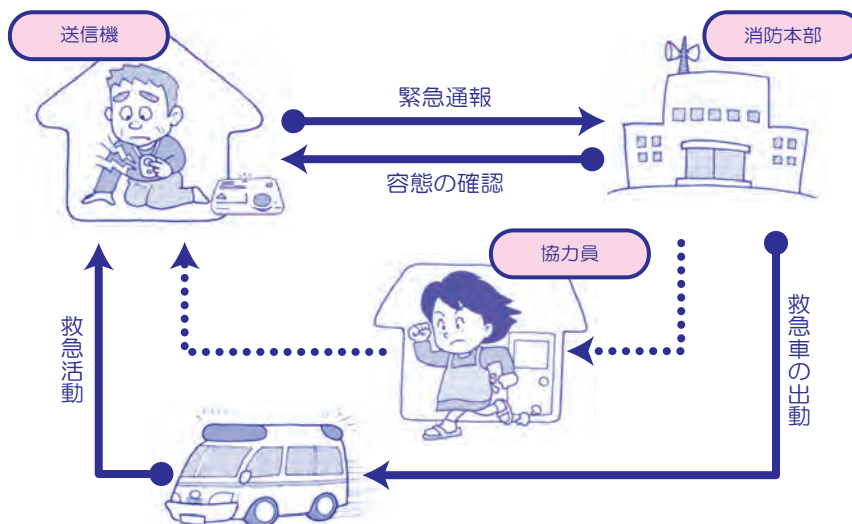 送信機
消防本部
緊急通報
容態の確認
協力員
救急活動
救急車の出動